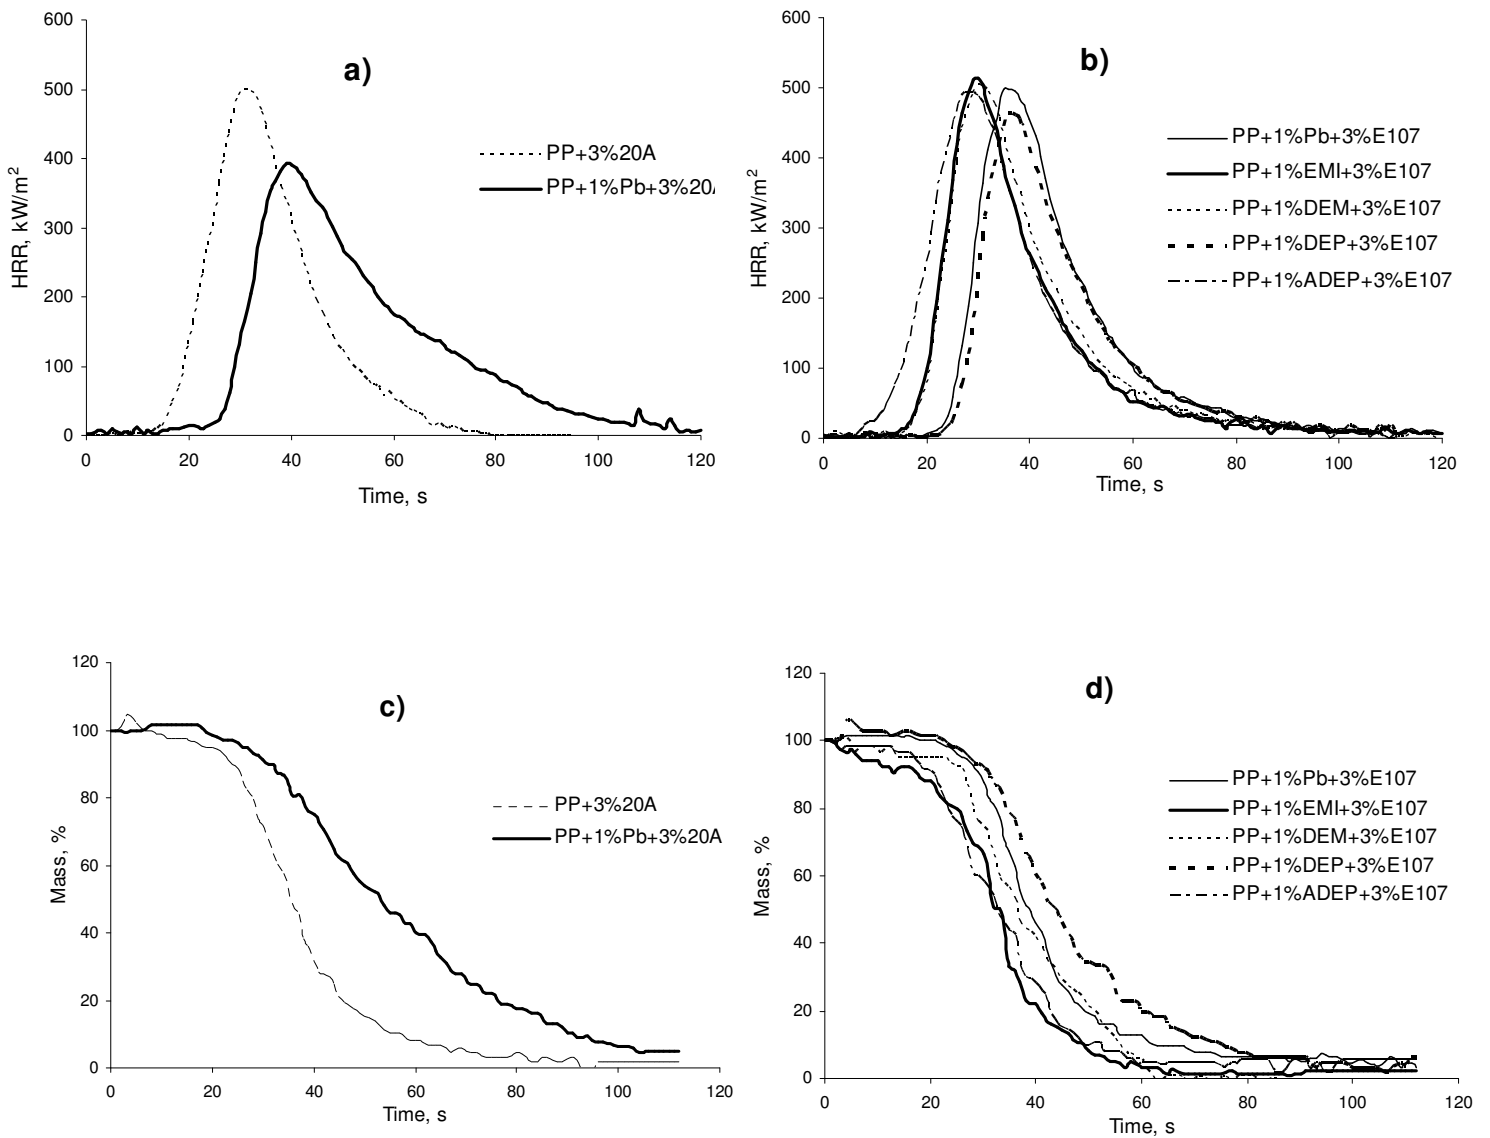 a)
600
500
400
300
200
100
0
HRR, kW/m2
0 20 40 60 80 100 120
Time, s
PP+3%20A
PP+1%Pb+3%20
b)
600
500
400
300
200
100
0
HRR, kW/m2
0 20 40 60 80 100 120
Time, s
PP+1%Pb+3%E107
PP+1%EMI+3%E107
PP+1%DEM+3%E107
PP+1%DEP+3%E107
PP+1%ADEP+3%E107
c)
120
100
80
60
40
20
0
Mass, %
0 20 40 60 80 100 120
Time, s
PP+3%20A
PP+1%Pb+3%20A
d)
120
100
80
60
40
20
0
Mass, %
0 20 40 60 80 100 120
Time, s
PP+1%Pb+3%E107
PP+1%EMI+3%E107
PP+1%DEM+3%E107
PP+1%DEP+3%E107
PP+1%ADEP+3%E107